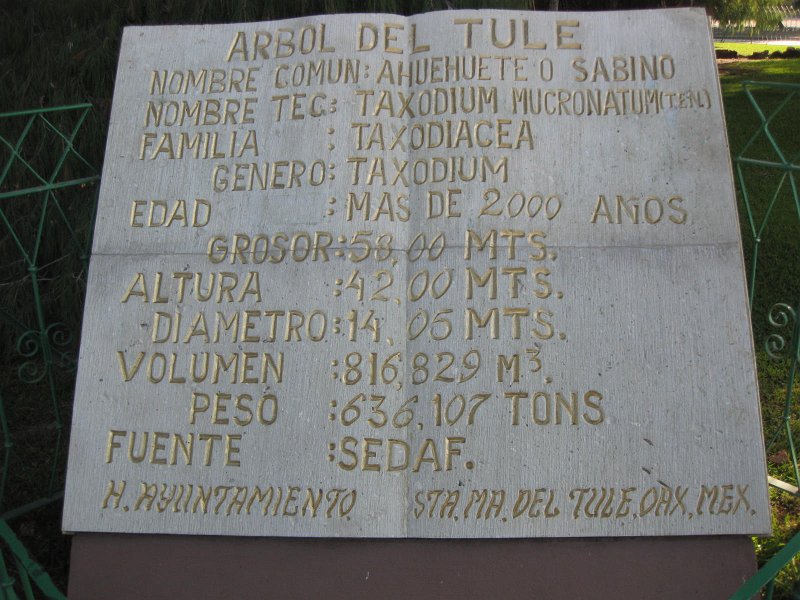 ARBOL DEL TULE
NOMBRE COMUN: AHUEHUETE O SABINO
NOMBRE TEC: TAXODIUM MUCRONATUM (TEN.)
FAMILIA : TAXODIACEA
GENERO: TAXODIUM
EDAD : MAS DE 2000 AÑOS
GROSOR: 58,00 MTS.
ALTURA : 42,00 MTS.
DIAMETRO: 14,05 MTS.
VOLUMEN : 816,829 M³.
PESO : 636,107 TONS
FUENTE : SEDAF.
H. AYUNTAMIENTO STA. MA. DEL TULE, OAX, MEX.